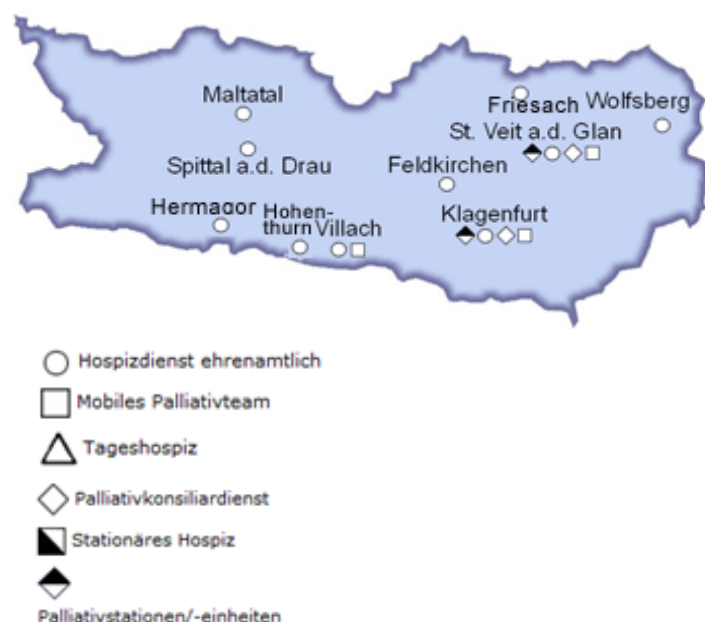 Maltatal
Friesach
Wolfsberg
St. Veit a.d. Glan
Spittal a.d. Drau
Feldkirchen
Hermagor
Hohen-
thurn
Villach
Klagenfurt
Hospizdienst ehrenamtlich
Mobiles Palliativteam
Tageshospiz
Palliativkonsiliardienst
Stationäres Hospiz
Palliativstationen/-einheiten